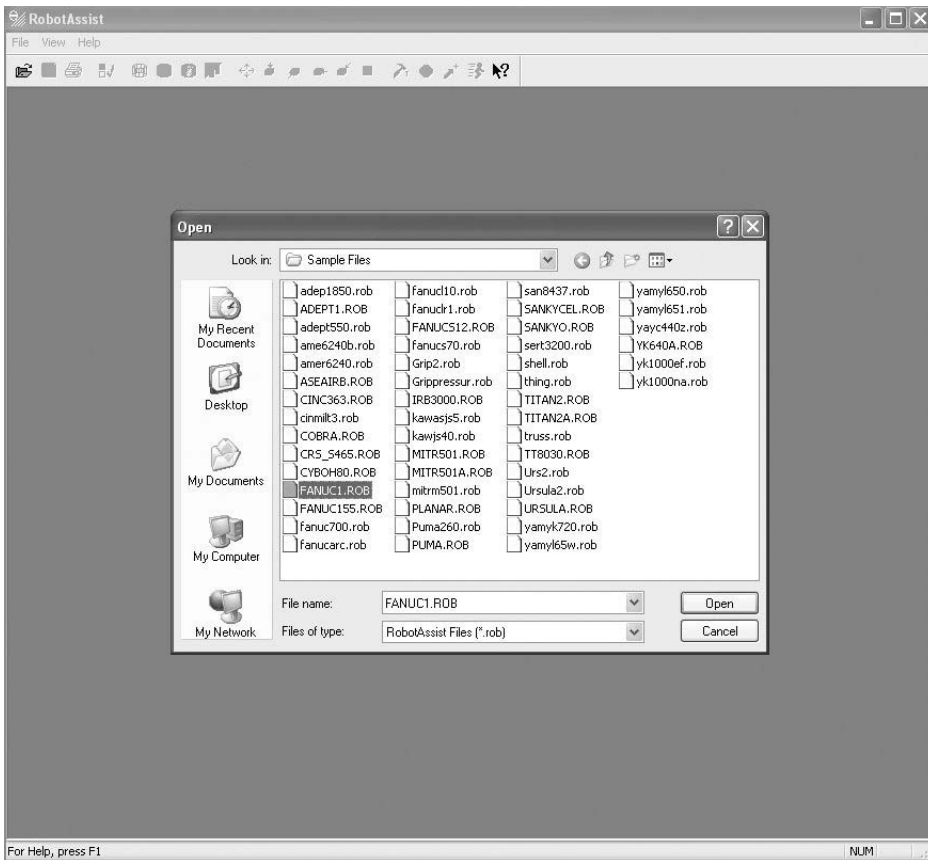 RobotAssist
File View Help
Open
Look in: Sample Files
My Recent
Documents
Desktop
My Documents
My Computer
My Network
adep1850.rob
ADEPT1.ROB
adept550.rob
ame6240b.rob
amer6240.rob
ASEAIRB.ROB
CINC363.ROB
cinmilt3.rob
COBRA.ROB
CRS_S465.ROB
CYBOH80.ROB
FANUC1.ROB
FANUC155.ROB
fanuc700.rob
fanucarc.rob
fanucl10.rob
fanuclr1.rob
FANUCS12.ROB
fanucs70.rob
Grip2.rob
Grippressur.rob
IRB3000.ROB
kawasjs5.rob
kawjs40.rob
MITR501.ROB
MITR501A.ROB
mitrm501.rob
PLANAR.ROB
Puma260.rob
PUMA.ROB
san8437.rob
SANKYCEL.ROB
SANKYO.ROB
sert3200.rob
shell.rob
thing.rob
TITAN2.ROB
TITAN2A.ROB
truss.rob
TT8030.ROB
Urs2.rob
Ursula2.rob
URSULA.ROB
yamyk720.rob
yamyl65w.rob
yamyl650.rob
yamyl651.rob
yayc440z.rob
YK640A.ROB
yk1000ef.rob
yk1000na.rob
File name: FANUC1.ROB Open
Files of type: RobotAssist Files (*.rob) Cancel
For Help, press F1 NUM